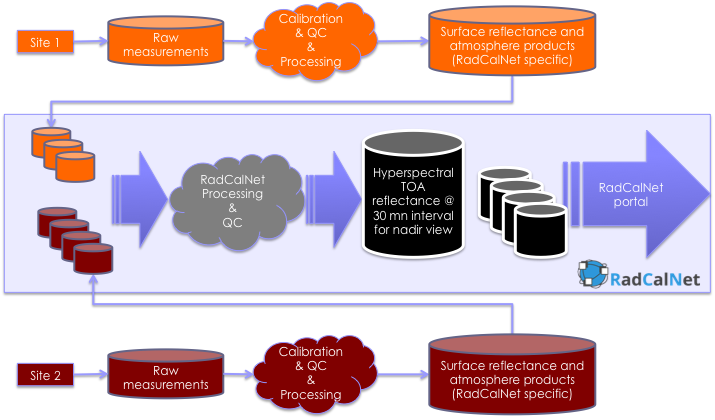 Site 1
Raw
measurements
Calibration
& QC
&
Processing
Surface reflectance and
atmosphere products
(RadCalNet specific)
RadCalNet
Processing
&
QC
Hyperspectral
TOA
reflectance @
30 mn interval
for nadir view
RadCalNet
portal
RadCalNet
Site 2
Raw
measurements
Calibration
& QC
&
Processing
Surface reflectance and
atmosphere products
(RadCalNet specific)